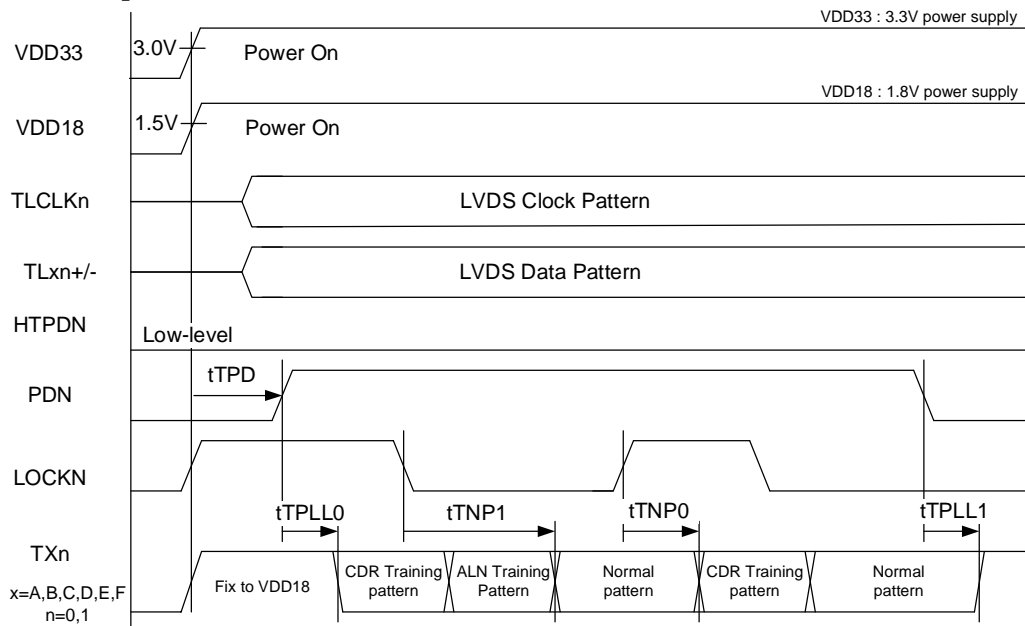 VDD33 : 3.3V power supply
VDD33
3.0V
Power On
VDD18 : 1.8V power supply
VDD18
1.5V
Power On
TLCLKn
LVDS Clock Pattern
TLxn+/-
LVDS Data Pattern
HTPDN
Low-level
tTPD
PDN
LOCKN
tTPLL0
tTNP1
tTNP0
tTPLL1
TXn
x=A,B,C,D,E,F
n=0,1
Fix to VDD18
CDR Training
pattern
ALN Training
Pattern
Normal
pattern
CDR Training
pattern
Normal
pattern